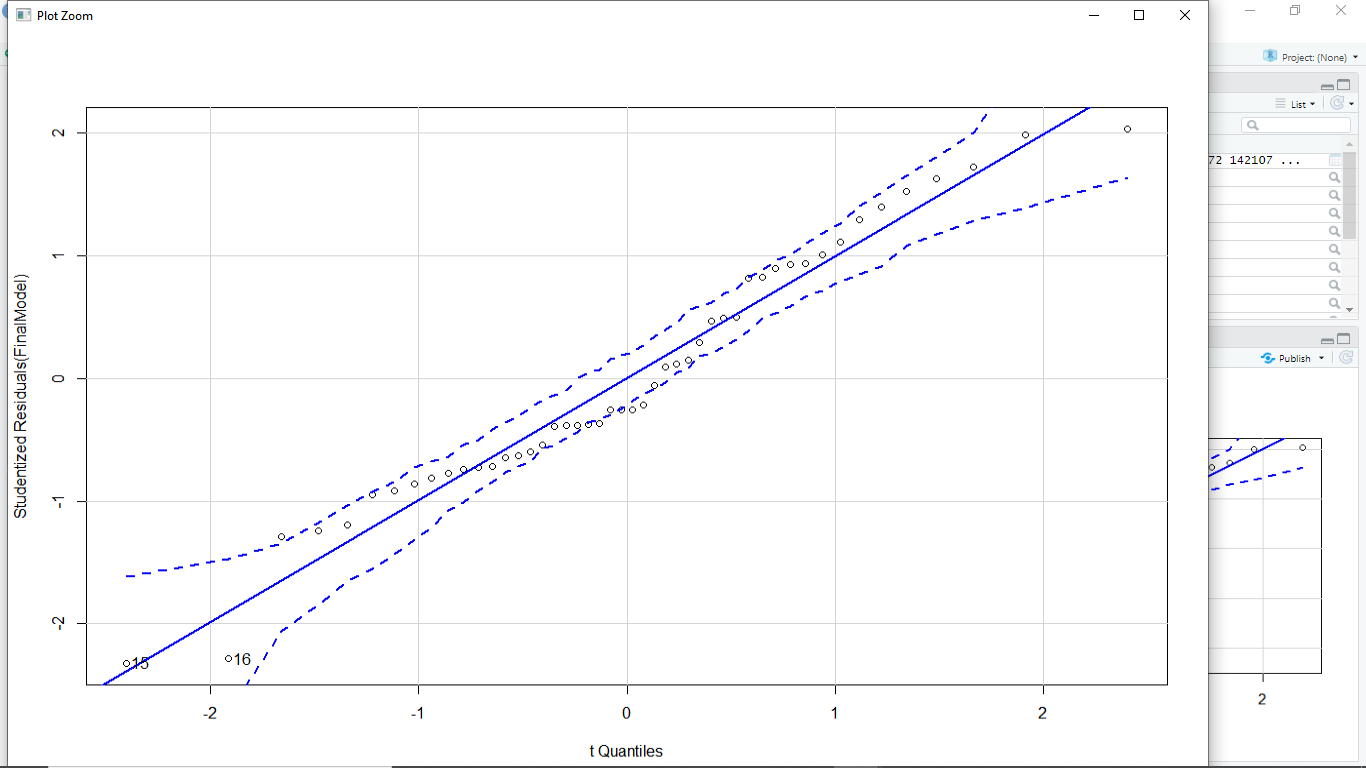 Plot Zoom
Project: (None)
List
72 142107 ...
Publish
2
1
0
-1
-2
Studentized Residuals(FinalModel)
15
16
-2
-1
0
1
2
t Quantiles
2